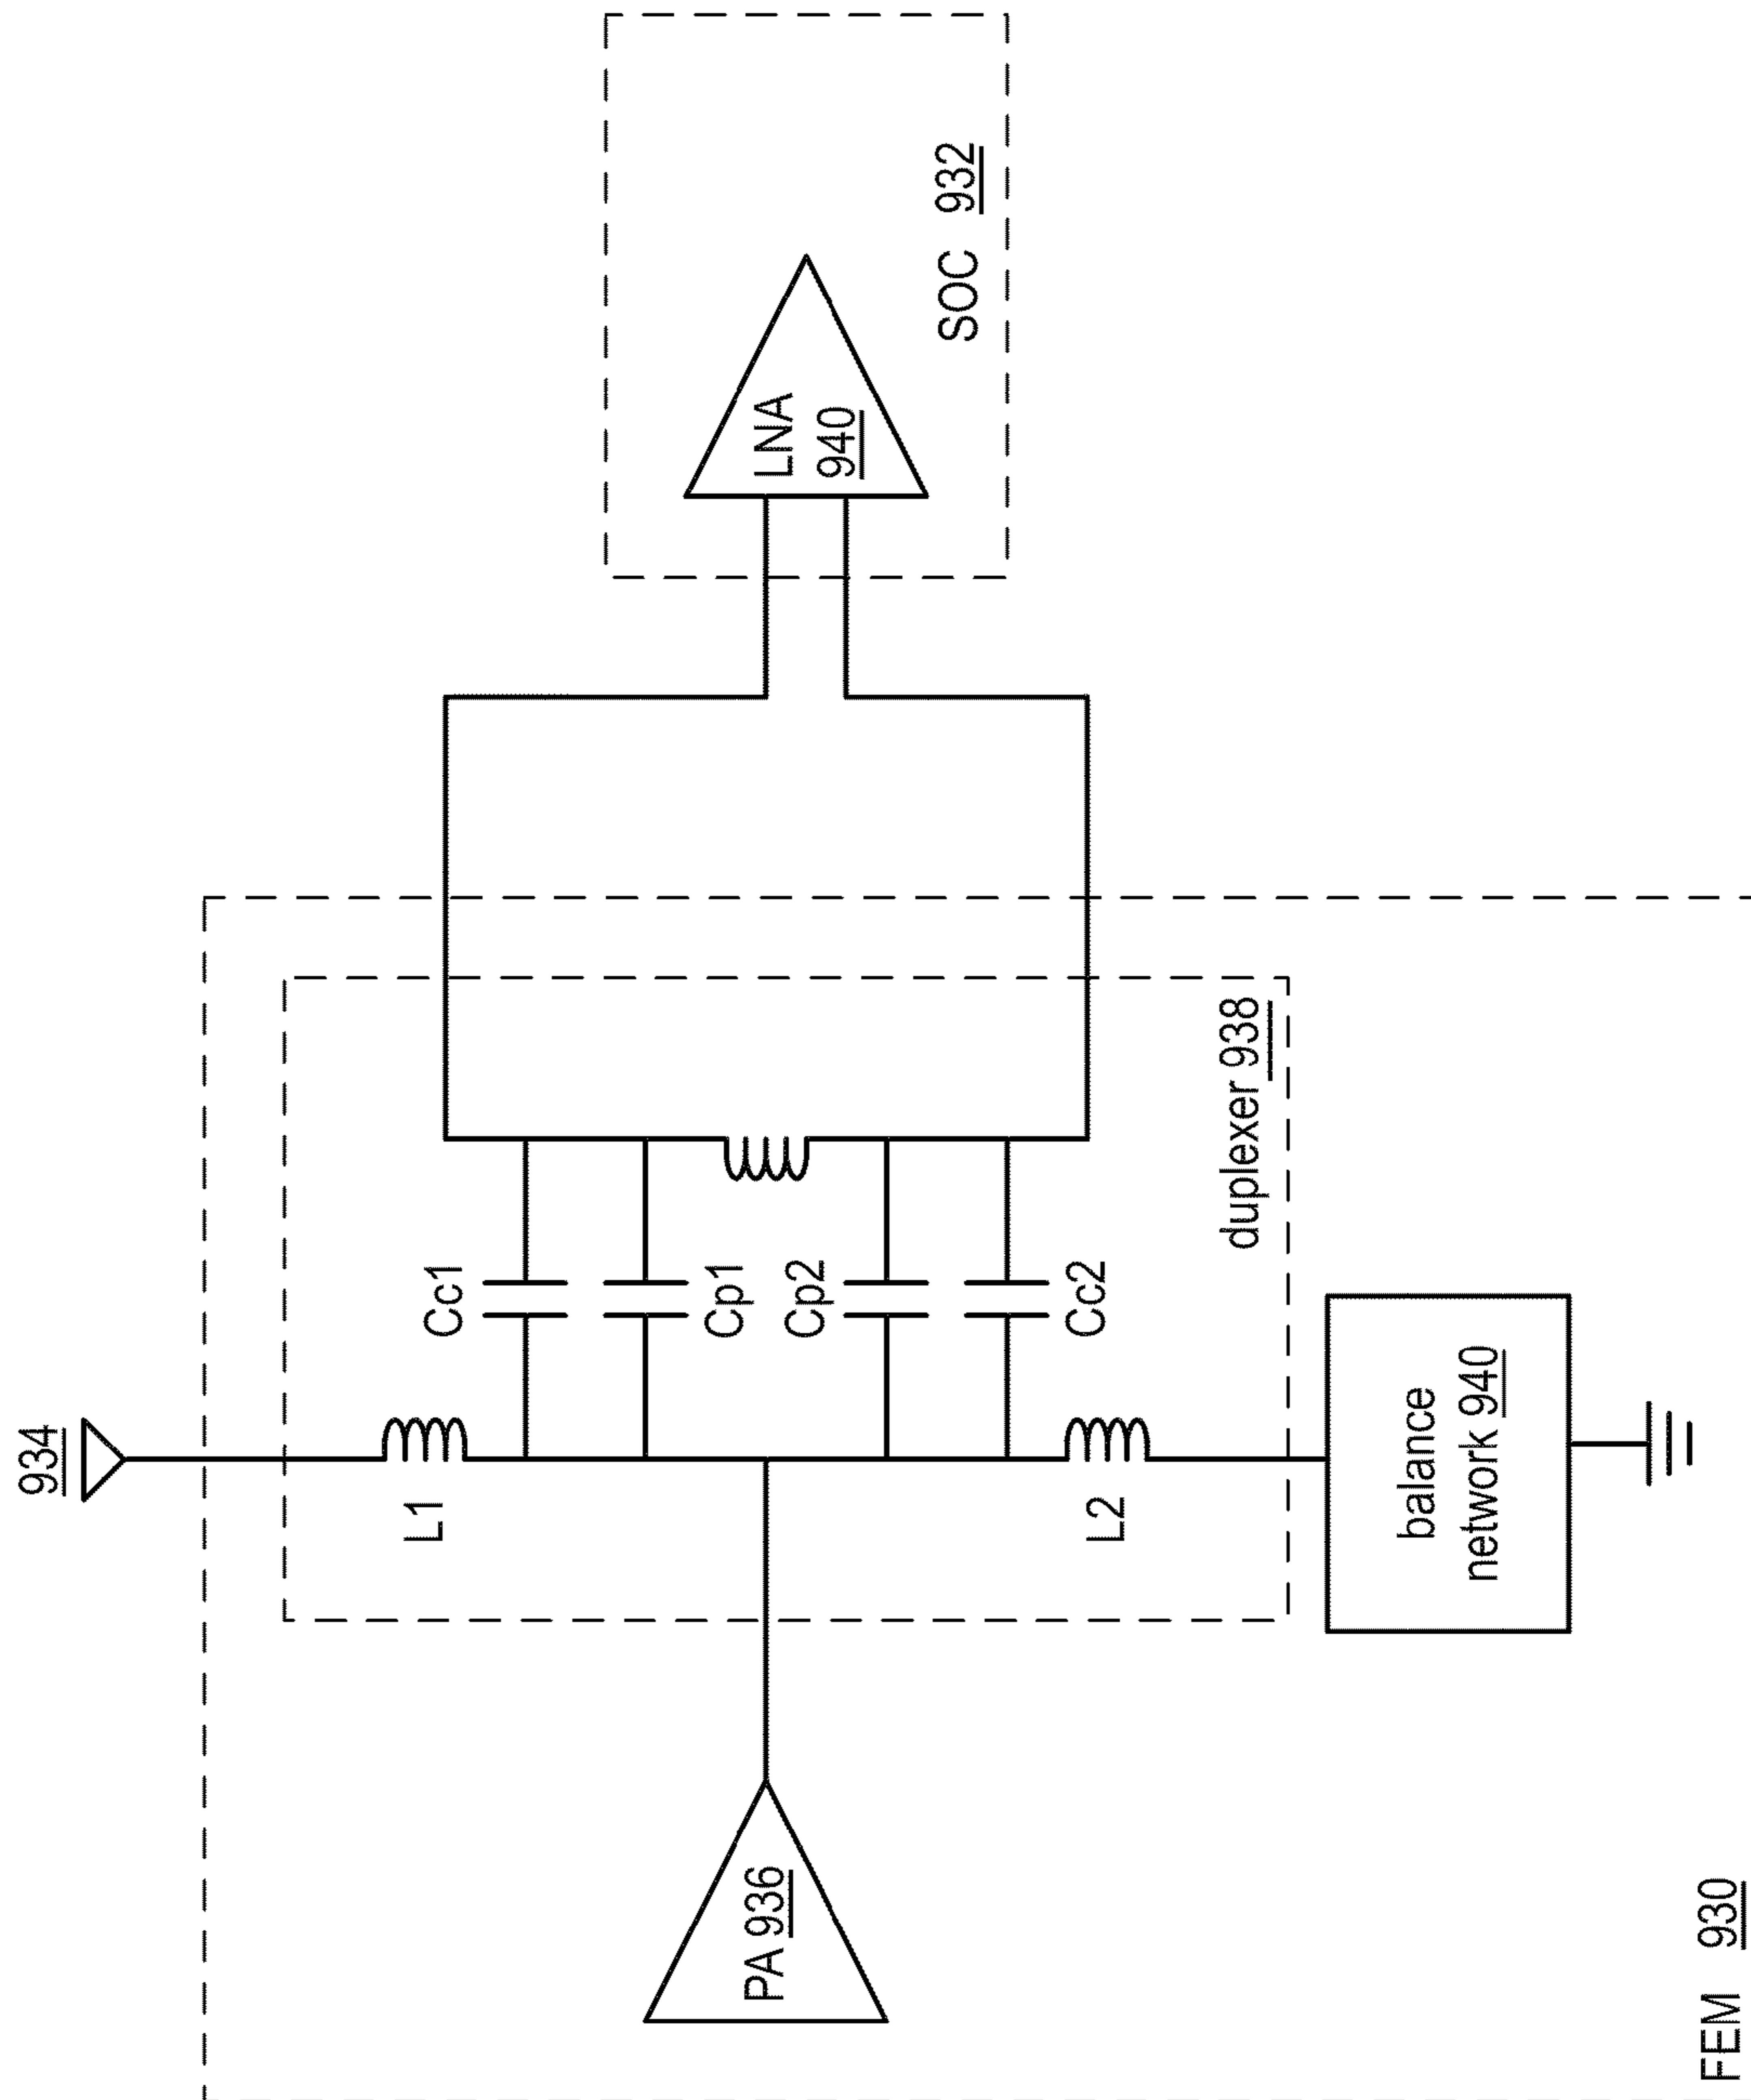 934
L1
Cc1
Cp1
Cp2
Cc2
L2
PA 936
LNA
940
SOC 932
duplexer 938
balance
network 940
FEM 930